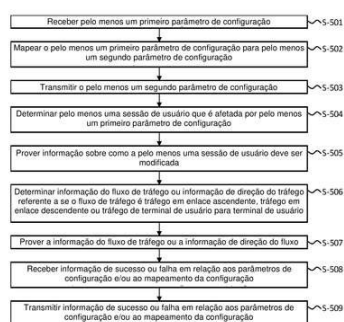 Receber pelo menos um primeiro parâmetro de configuração
S-501
Mapear o pelo menos um primeiro parâmetro de configuração para pelo menos
um segundo parâmetro de configuração
S-502
Transmitir o pelo menos um segundo parâmetro de configuração
S-503
Determinar pelo menos uma sessão de usuário que é afetada por pelo menos
um primeiro parâmetro de configuração
S-504
Prover informação sobre como a pelo menos uma sessão de usuário deve ser
modificada
S-505
Determinar informação do fluxo de tráfego ou informação de direção do tráfego
referente a se o fluxo de tráfego é tráfego em enlace ascendente, tráfego em
enlace descendente ou tráfego de terminal de usuário para terminal de usuário
S-506
Prover a informação do fluxo de tráfego ou a informação de direção do fluxo
S-507
Receber informação de sucesso ou falha em relação aos parâmetros de
configuração e/ou ao mapeamento da configuração
S-508
Transmitir informação de sucesso ou falha em relação aos parâmetros de
configuração e/ou ao mapeamento da configuração
S-509